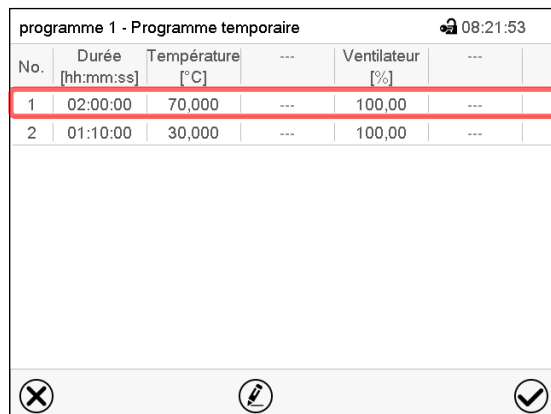 programme 1 - Programme temporaire 08:21:53
No. Durée [hh:mm:ss] Température [°C] --- Ventilateur [%] ---
1 02:00:00 70,000 --- 100,00 ---
2 01:10:00 30,000 --- 100,00 ---